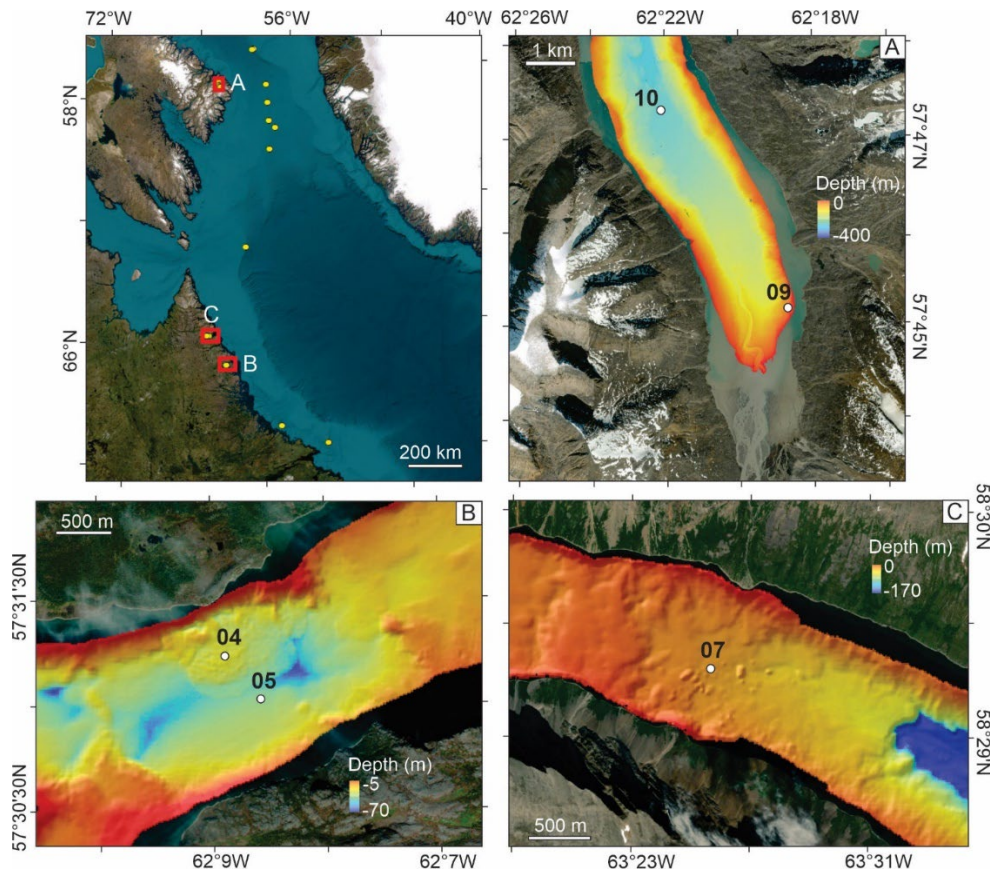 72°W 56°W 40°W
58°N
66°N
A
C
B
200 km
62°26W 62°22W 62°18W
1 km
A
10
09
Depth (m)
0
-400
57°47N
57°45N
B
500 m
57°31'30N
57°30'30N
04
05
Depth (m)
-5
-70
62°9W 62°7W
C
Depth (m)
0
-170
07
500 m
58°30N
58°29N
63°23W 63°31W